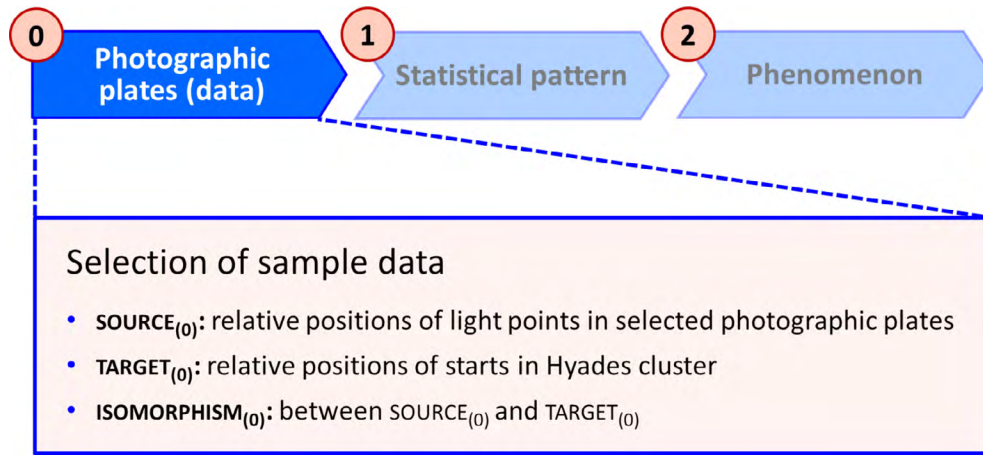 0
Photographic
plates (data)
1
Statistical pattern
2
Phenomenon
Selection of sample data
• SOURCE(0): relative positions of light points in selected photographic plates
• TARGET(0): relative positions of starts in Hyades cluster
• ISOMORPHISM(0): between SOURCE(0) and TARGET(0)